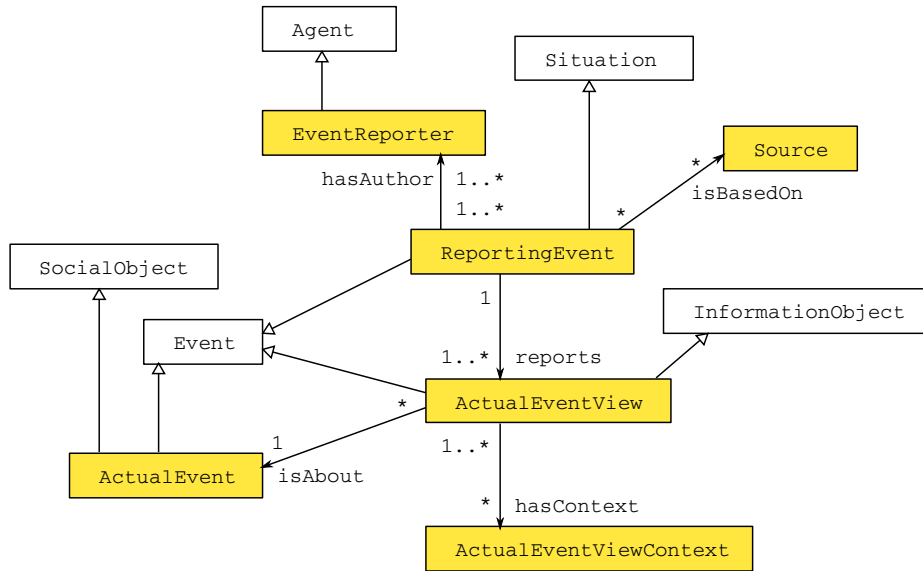 Agent
Situation
EventReporter
Source
hasAuthor
1..*
*
isBasedOn
1..*
*
ReportingEvent
SocialObject
1
InformationObject
Event
1..*
reports
ActualEventView
*
1
1..*
ActualEvent
isAbout
*
hasContext
ActualEventViewContext